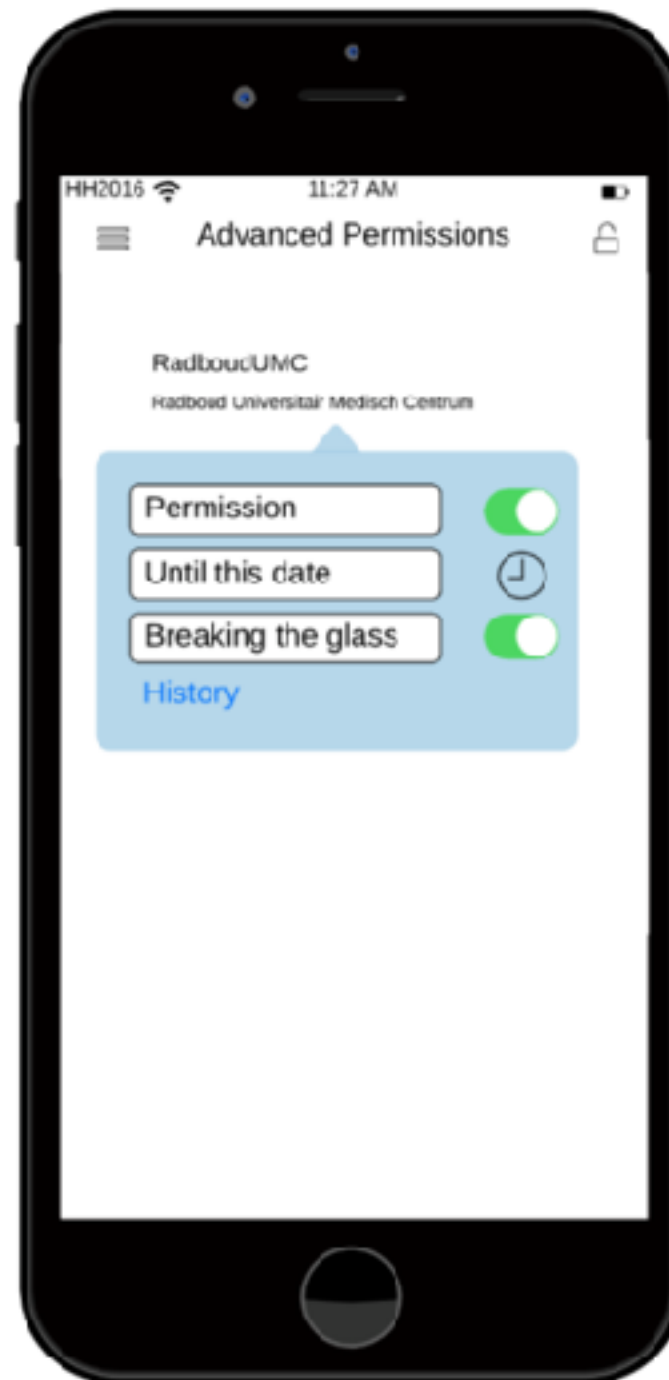 HH2016 11:27 AM
Advanced Permissions
RadboudUMC
Radboud Universitair Medisch Centrum
Permission
Until this date
Breaking the glass
History